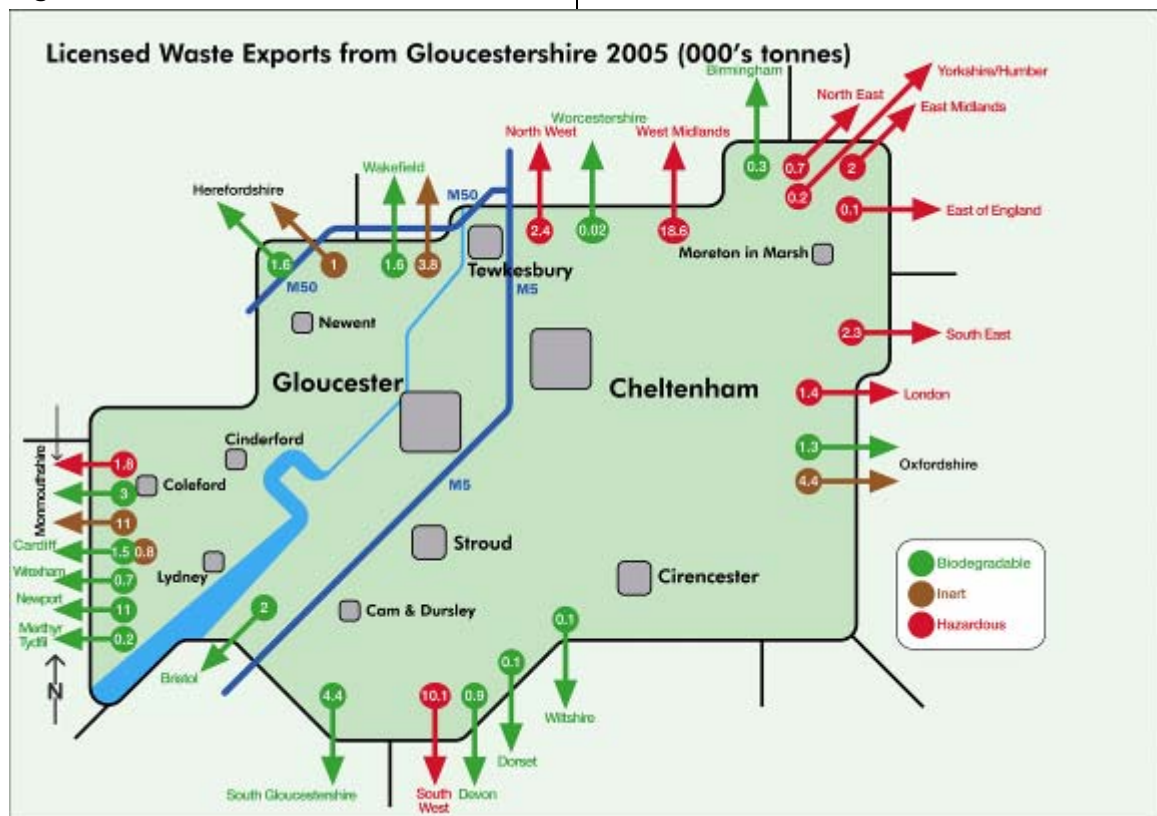 Licensed Waste Exports from Gloucestershire 2005 (000's tonnes)
Birmingham
Yorkshire/Humber
North East
East Midlands
Worcestershire
North West
West Midlands
Wakefield
Herefordshire
M50
0.3
0.7
2
0.2
0.1
East of England
2.4
0.02
18.6
1.6
1
1.6
3.8
Tewkesbury
Moreton in Marsh
M50
M5
Newent
2.3
South East
Gloucester
Cheltenham
1.4
London
Cinderford
1.3
Oxfordshire
4.4
Monmouthshire
1.8
Coleford
3
M5
11
Cardiff
1.5
0.8
Stroud
Wrexham
0.7
Lydney
Cirencester
Newport
11
2
Cam & Dursley
0.1
Merthyr
Tydfil
0.2
N
Bristol
0.1
4.4
10.1
0.9
Wiltshire
Dorset
South Gloucestershire
South
West
Devon
Biodegradable
Inert
Hazardous